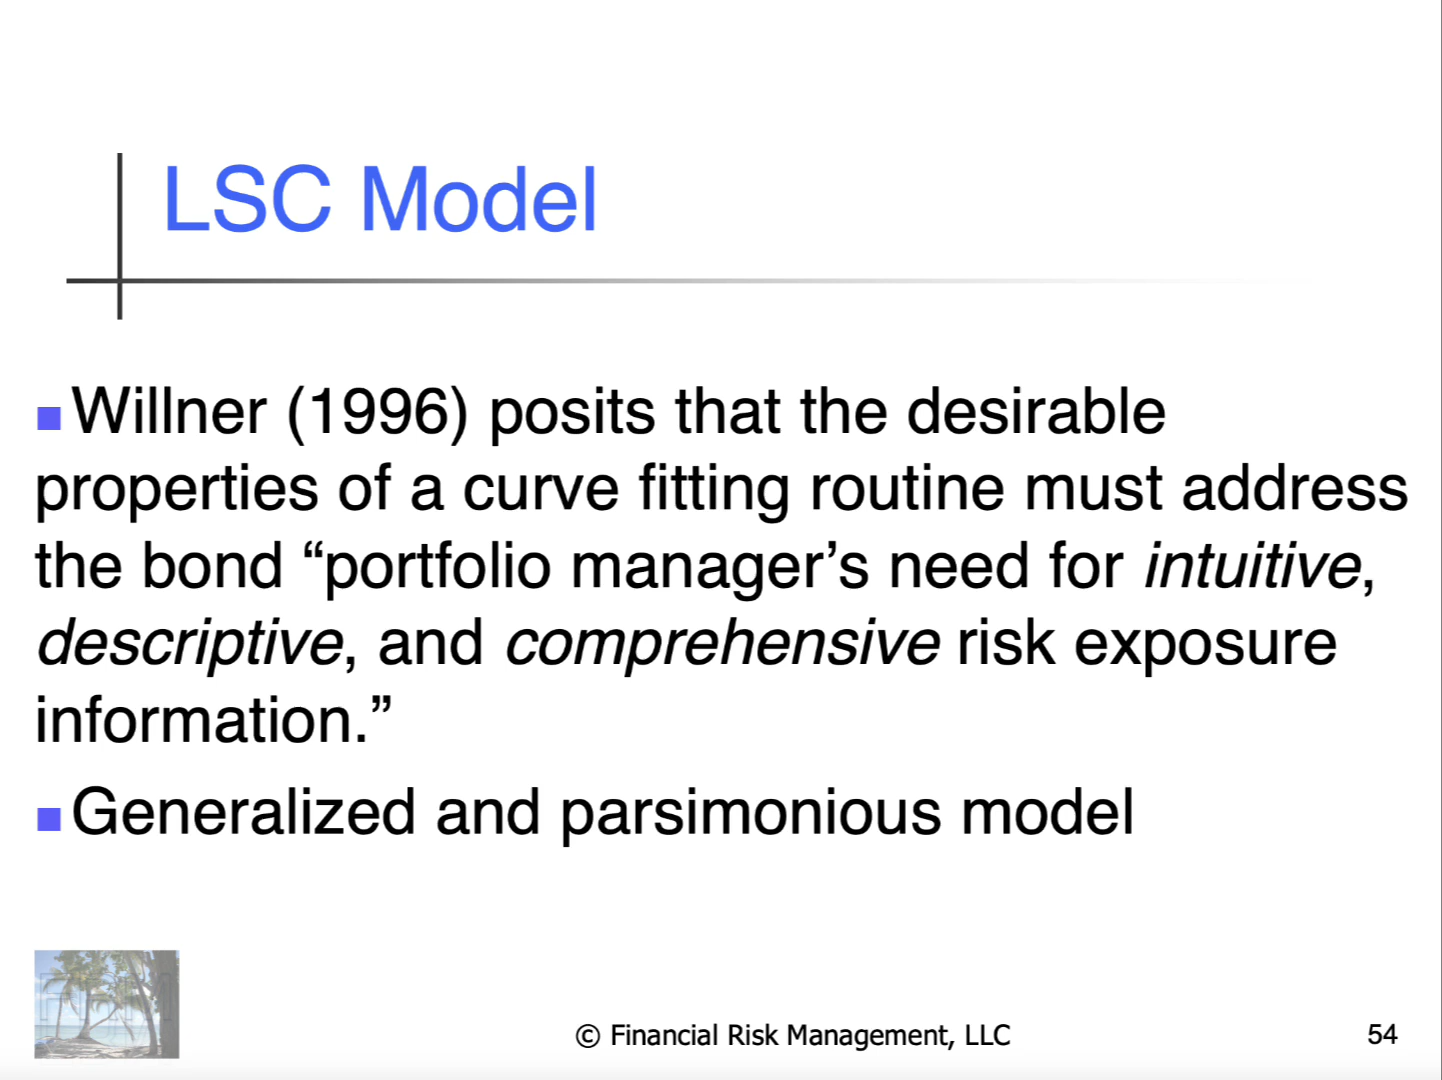 LSC Model
Willner (1996) posits that the desirable
properties of a curve fitting routine must address
the bond “portfolio manager’s need for intuitive,
descriptive, and comprehensive risk exposure
information.”
Generalized and parsimonious model
© Financial Risk Management, LLC
54